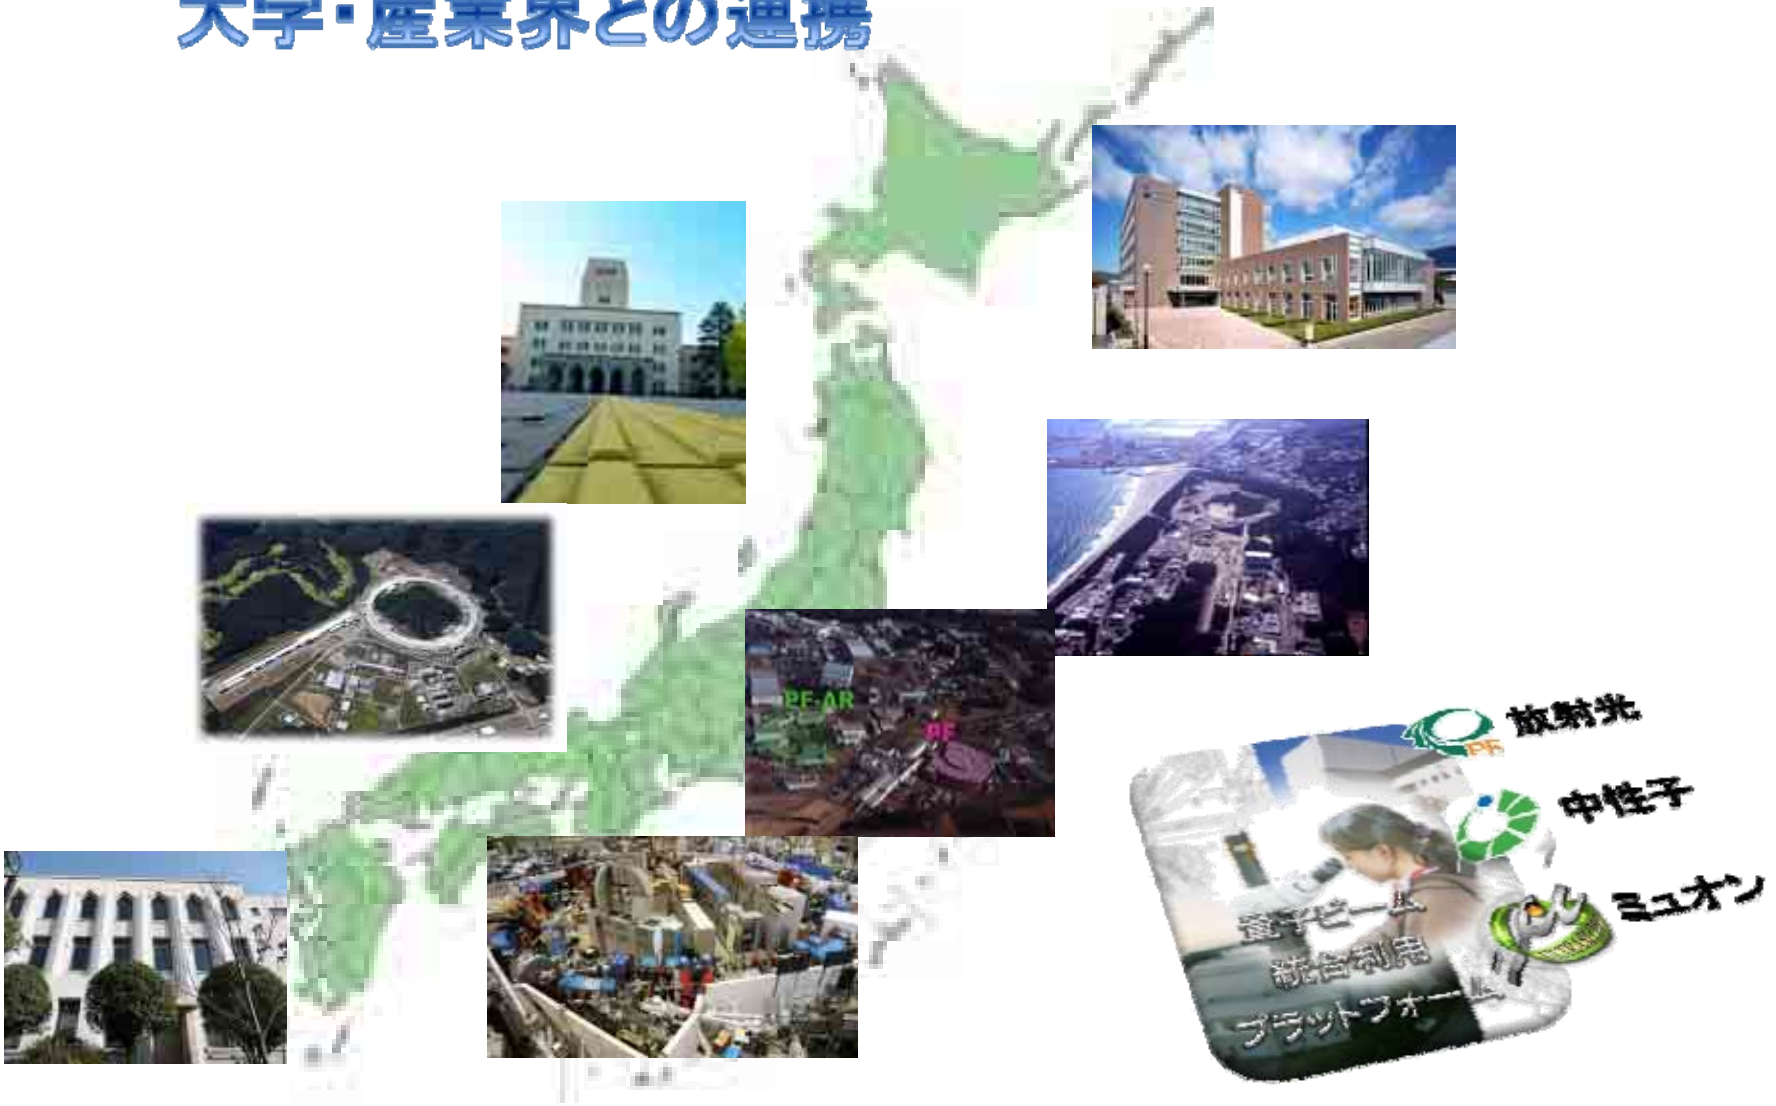 大学・産業界との連携
PF-AR
PF
PF
放射光
中性子
ミュオン
量子ビーム
統合利用
プラットフォーム